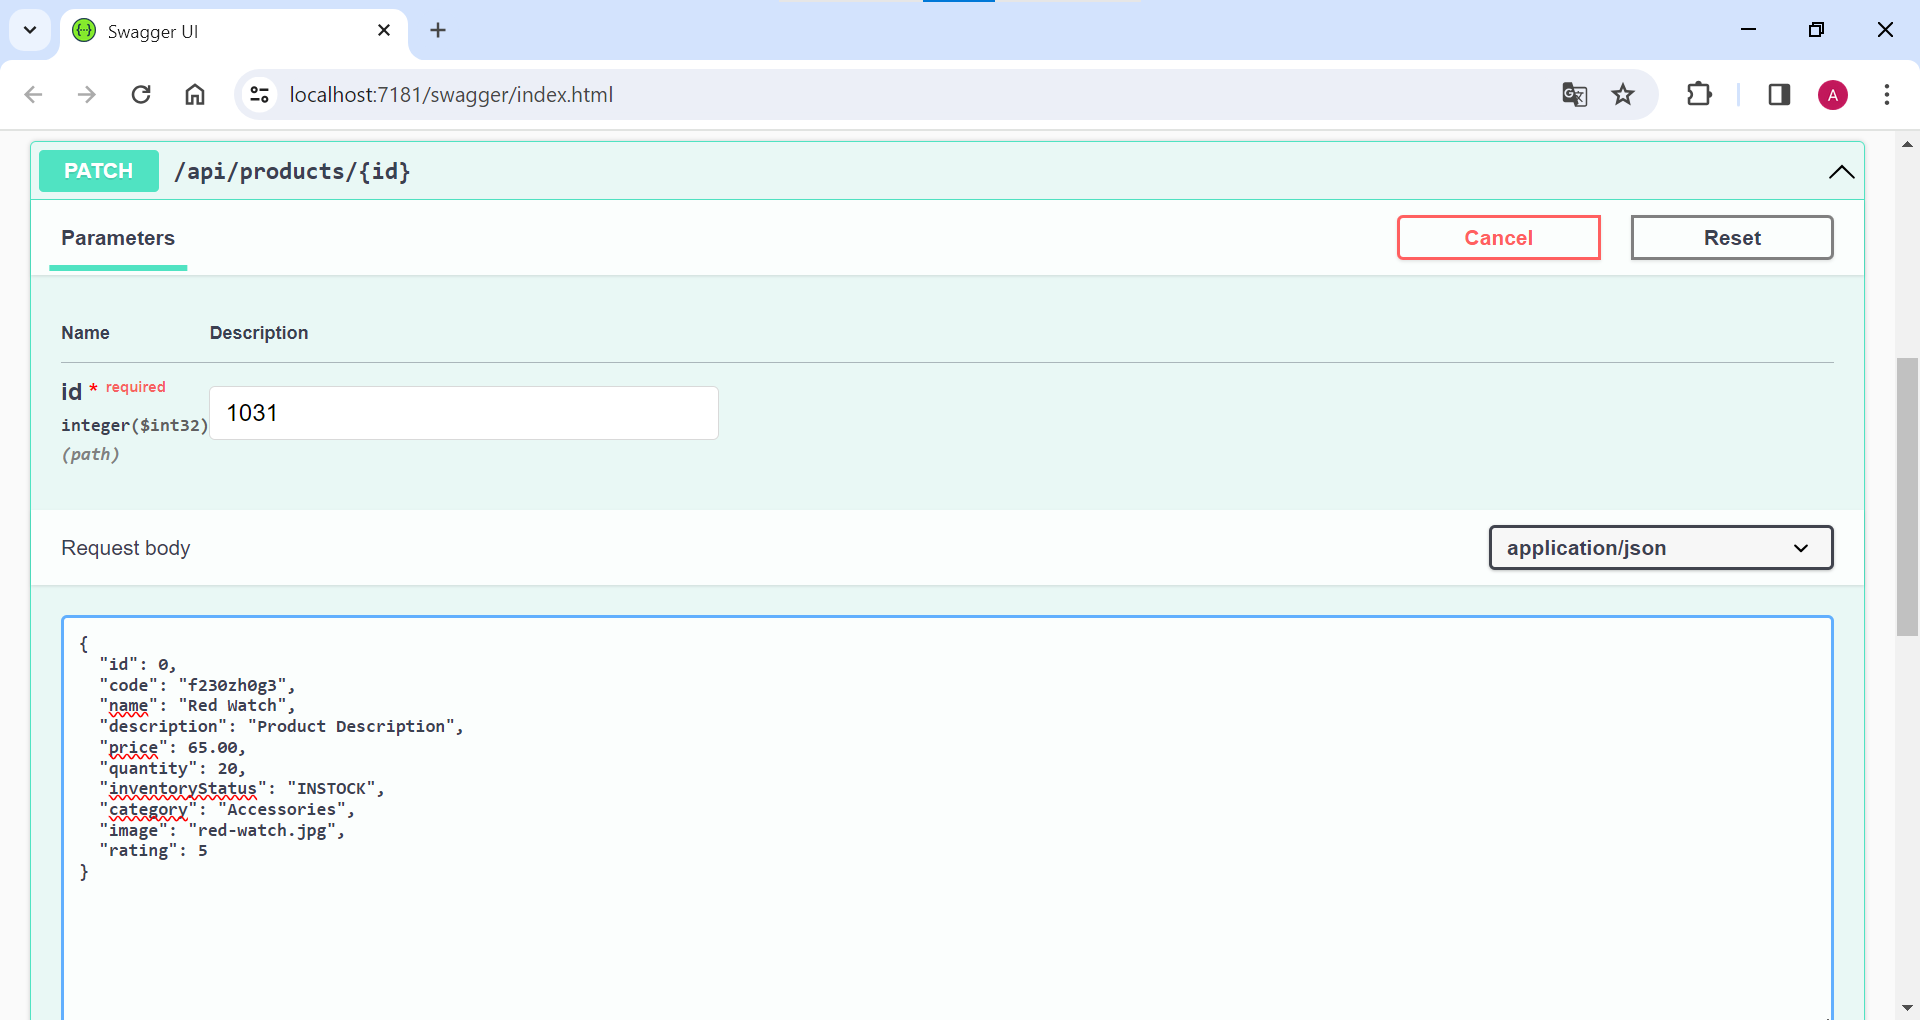 Swagger UI
localhost:7181/swagger/index.html
A
PATCH /api/products/{id}
Parameters
Cancel
Reset
Name Description
id * required
integer($int32)
(path)
1031
Request body
application/json
{
"id": 0,
"code": "f230zh0g3",
"name": "Red Watch",
"description": "Product Description",
"price": 65.00,
"quantity": 20,
"inventoryStatus": "INSTOCK",
"category": "Accessories",
"image": "red-watch.jpg",
"rating": 5
}